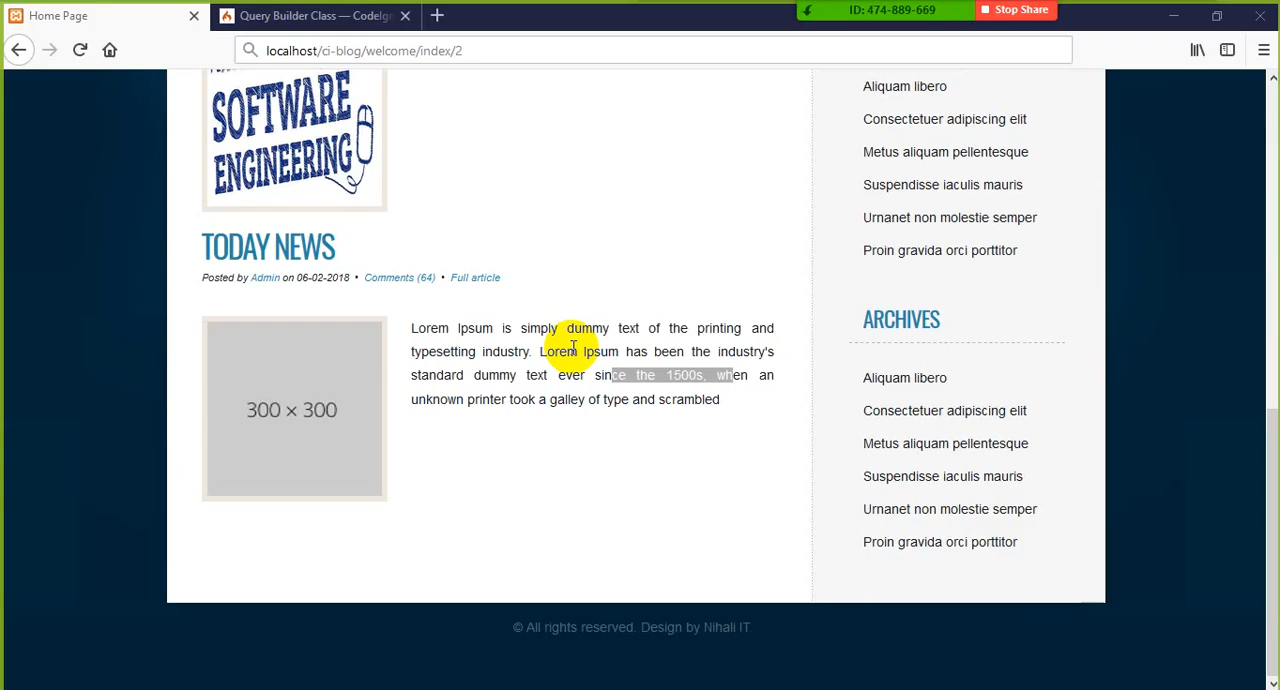 Home Page
Query Builder Class — CodeIgn
ID: 474-889-669
Stop Share
localhost/ci-blog/welcome/index/2
SOFTWARE
ENGINEERING
TODAY NEWS
Posted by Admin on 06-02-2018 • Comments (64) • Full article
300 × 300
Lorem Ipsum is simply dummy text of the printing and
typesetting industry. Lorem Ipsum has been the industry's
standard dummy text ever since the 1500s, when an
unknown printer took a galley of type and scrambled
Aliquam libero
Consectetuer adipiscing elit
Metus aliquam pellentesque
Suspendisse iaculis mauris
Urnanet non molestie semper
Proin gravida orci porttitor
ARCHIVES
Aliquam libero
Consectetuer adipiscing elit
Metus aliquam pellentesque
Suspendisse iaculis mauris
Urnanet non molestie semper
Proin gravida orci porttitor
© All rights reserved. Design by Nihali IT.